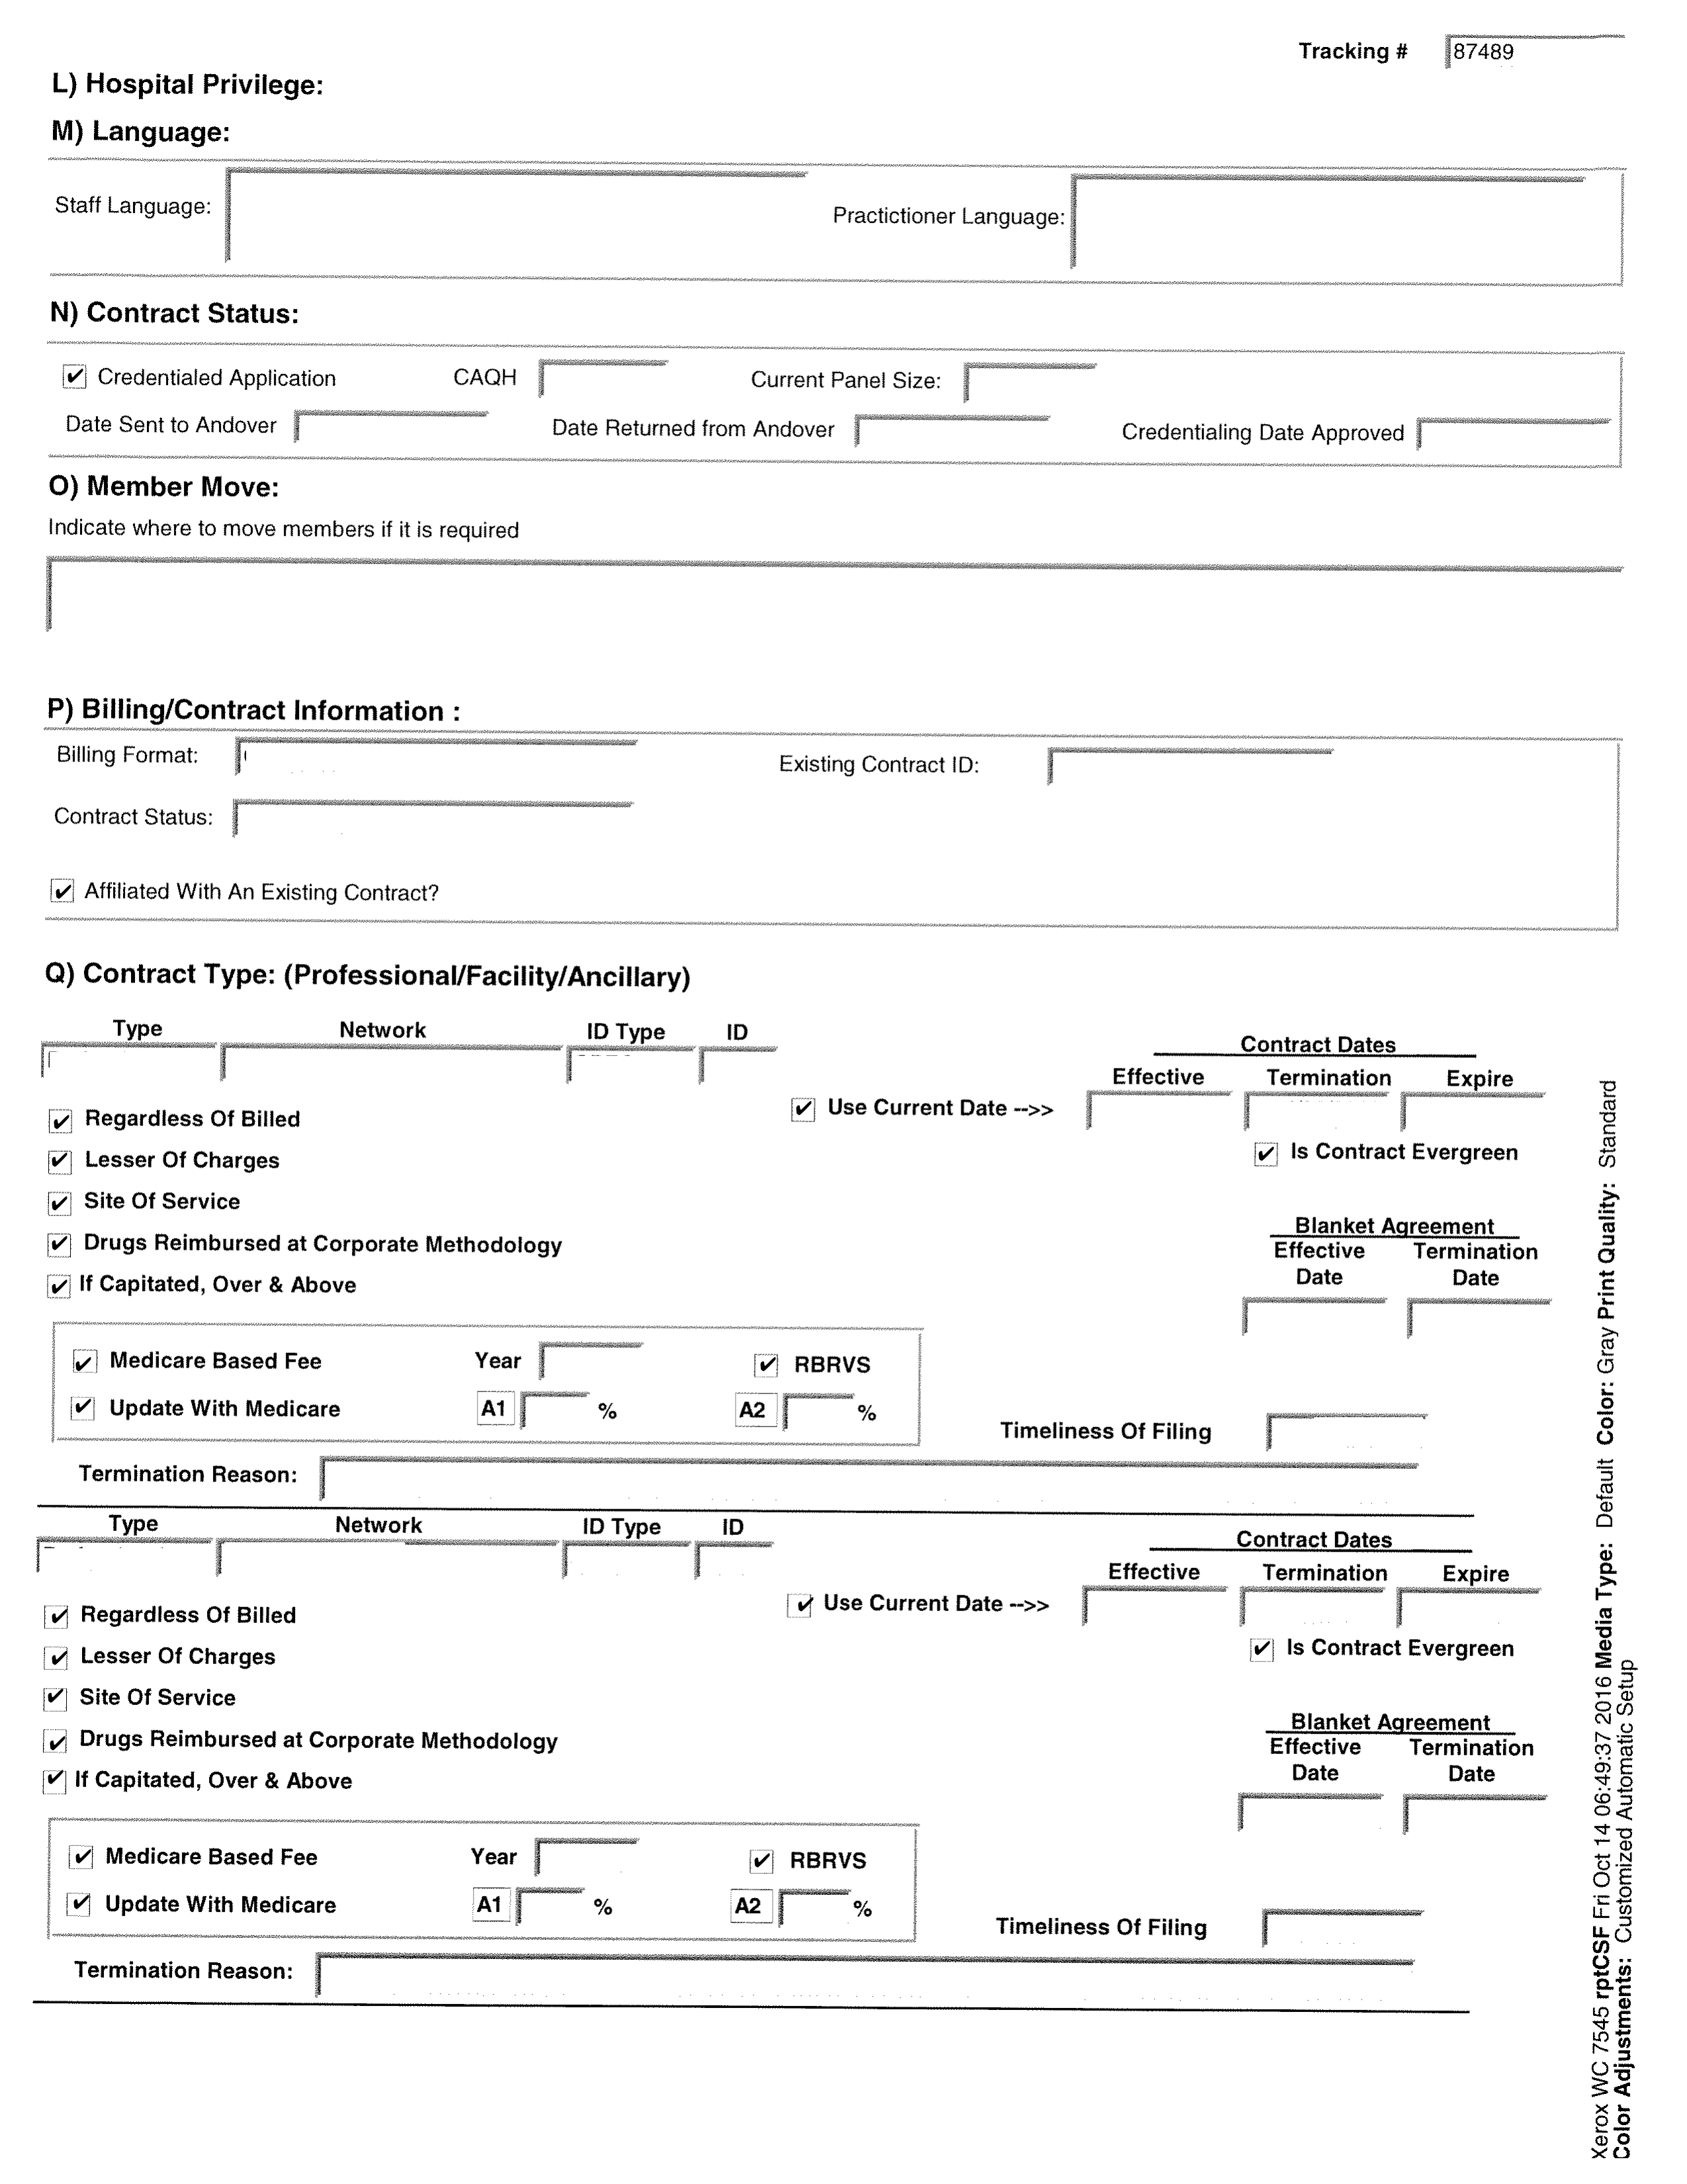 Tracking # 87489
L) Hospital Privilege:
M) Language:
Staff Language: Practictioner Language:
N) Contract Status:
Credentialed Application CAQH Current Panel Size:
Date Sent to Andover Date Returned from Andover Credentialing Date Approved
O) Member Move:
Indicate where to move members if it is required
P) Billing/Contract Information :
Billing Format: Existing Contract ID:
Contract Status:
Affiliated With An Existing Contract?
Q) Contract Type: (Professional/Facility/Ancillary)
Type Network ID Type ID
Contract Dates
Effective Termination Expire
Regardless Of Billed Use Current Date -->>
Lesser Of Charges Is Contract Evergreen
Site Of Service
Blanket Agreement
Drugs Reimbursed at Corporate Methodology Effective Date Termination Date
If Capitated, Over & Above
Medicare Based Fee Year RBRVS
Update With Medicare A1 % A2 %
Timeliness Of Filing
Termination Reason:
Type Network ID Type ID
Contract Dates
Effective Termination Expire
Regardless Of Billed Use Current Date -->>
Lesser Of Charges Is Contract Evergreen
Site Of Service
Blanket Agreement
Drugs Reimbursed at Corporate Methodology Effective Date Termination Date
If Capitated, Over & Above
Medicare Based Fee Year RBRVS
Update With Medicare A1 % A2 %
Timeliness Of Filing
Termination Reason:
Xerox WC 7545 rptCSF Fri Oct 14 06:49:37 2016 Media Type: Default Color: Gray Print Quality: Standard
Color Adjustments: Customized Automatic Setup